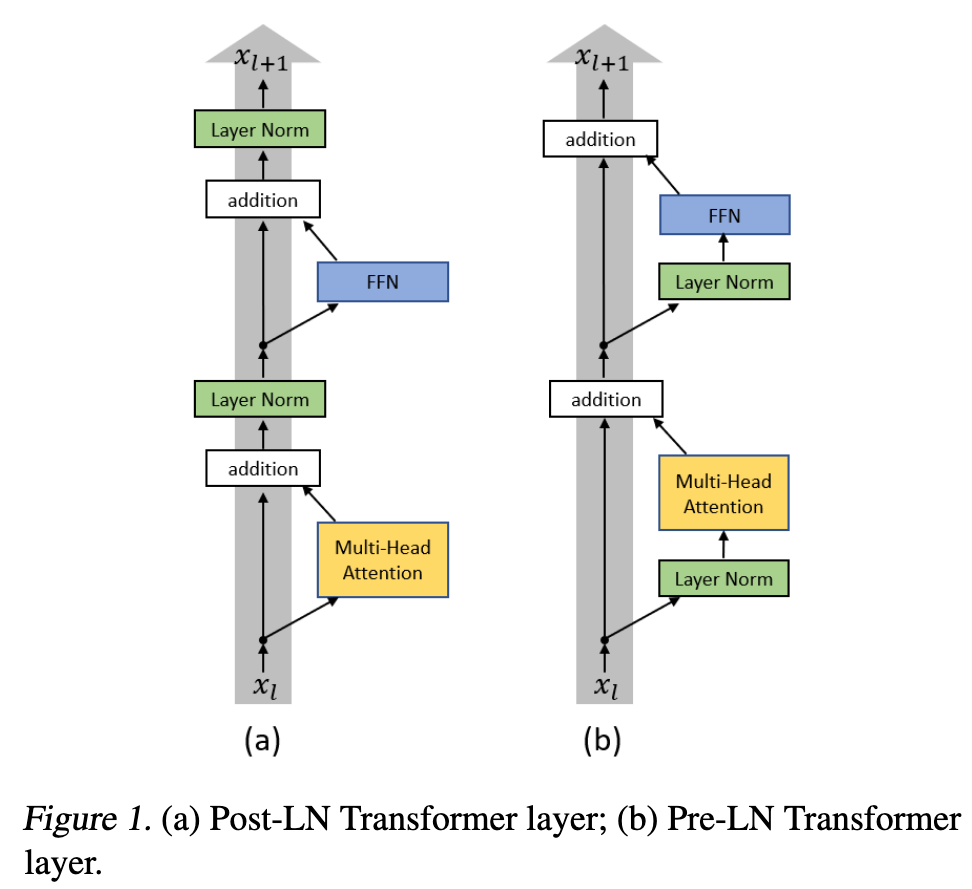 x_{l+1}
Layer Norm
addition
FFN
Layer Norm
addition
Multi-Head
Attention
x_l
(a)
x_{l+1}
addition
FFN
Layer Norm
addition
Multi-Head
Attention
Layer Norm
x_l
(b)
Figure 1. (a) Post-LN Transformer layer; (b) Pre-LN Transformer
layer.